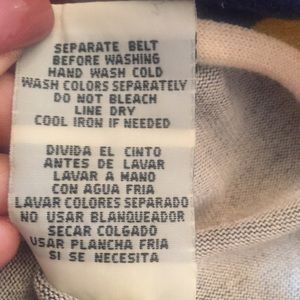 SEPARATE BELT
BEFORE WASHING
HAND WASH COLD
WASH COLORS SEPARATELY
DO NOT BLEACH
LINE DRY
COOL IRON IF NEEDED
DIVIDA EL CINTO
ANTES DE LAVAR
LAVAR A MANO
CON AGUA FRIA
LAVAR COLORES SEPARADO
NO USAR BLANQUEADOR
SECAR COLGADO
USAR PLANCHA FRIA
SI SE NECESITA